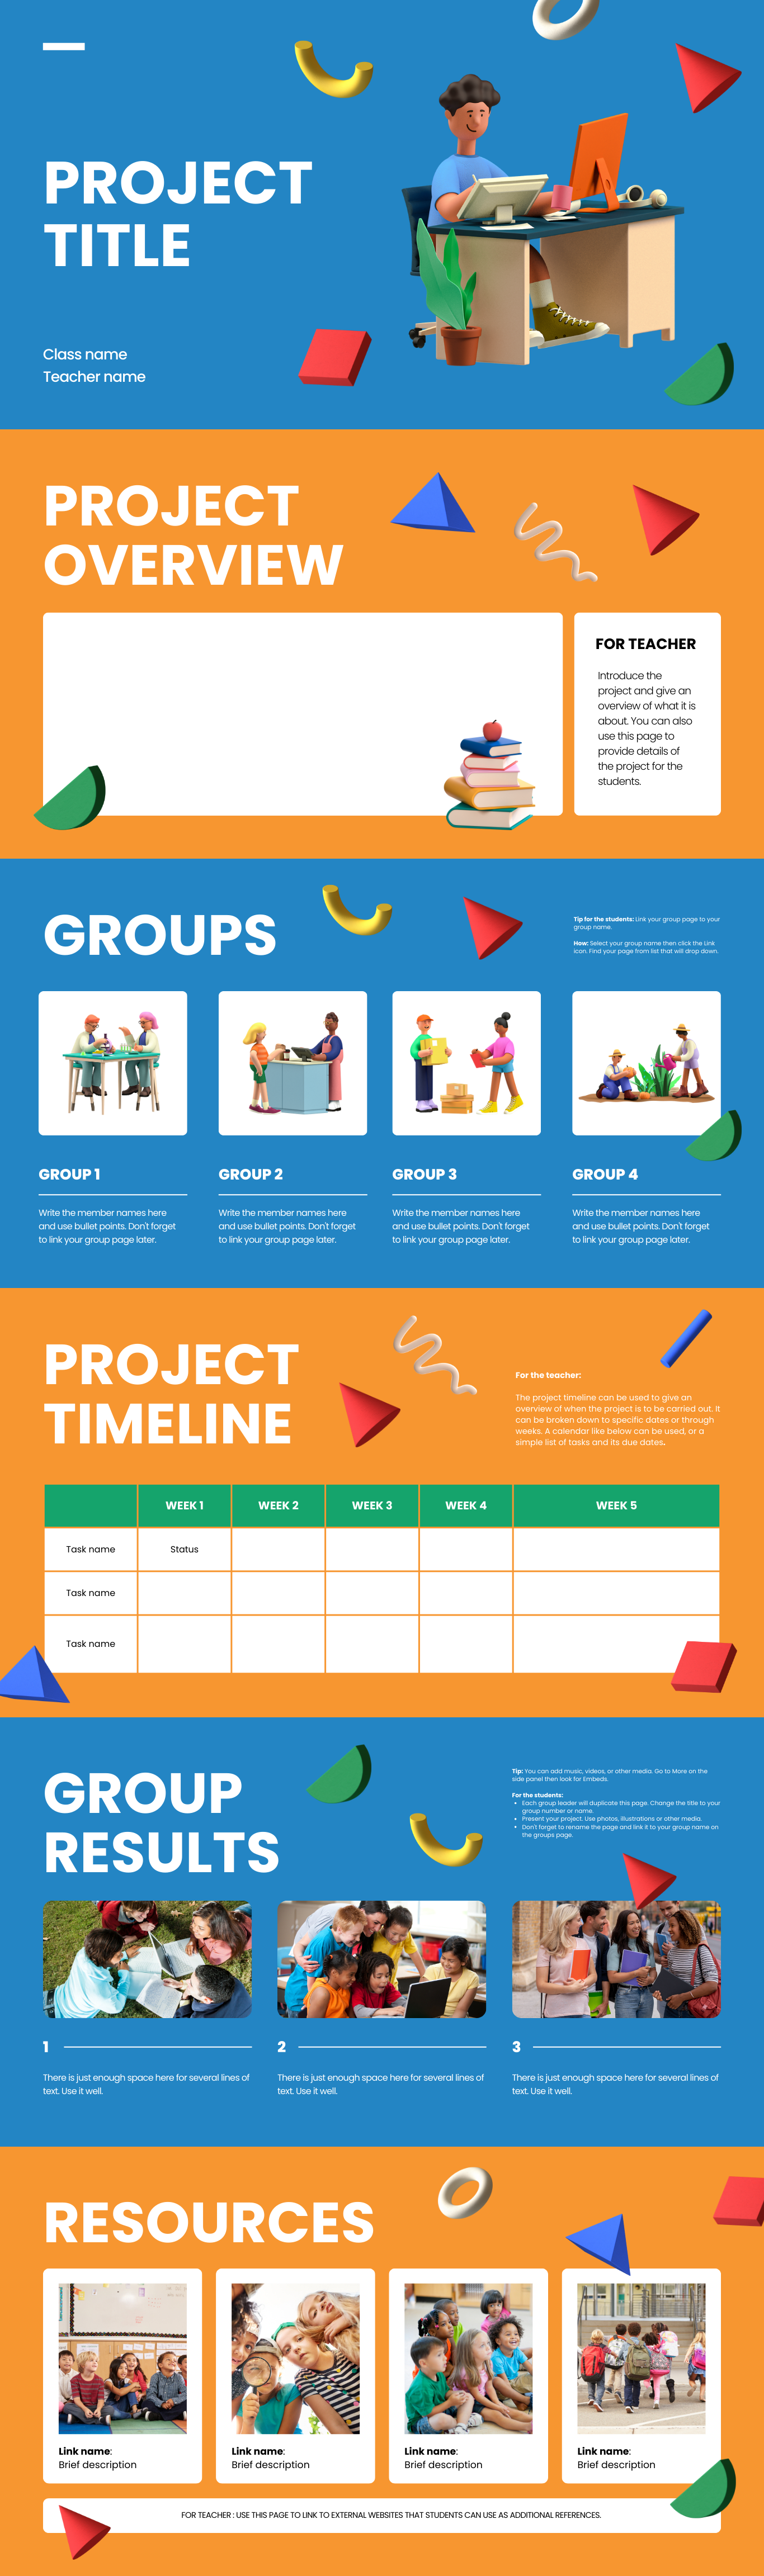 PROJECT
TITLE
Class name
Teacher name
PROJECT
OVERVIEW
FOR TEACHER
Introduce the
project and give an
overview of what it is
about. You can also
use this page to
provide details of
the project for the
students.
GROUPS
Tip for the students: Link your group page to your
group name.
How: Select your group name then click the Link
icon. Find your page from list that will drop down.
GROUP 1
Write the member names here
and use bullet points. Don't forget
to link your group page later.
GROUP 2
Write the member names here
and use bullet points. Don't forget
to link your group page later.
GROUP 3
Write the member names here
and use bullet points. Don't forget
to link your group page later.
GROUP 4
Write the member names here
and use bullet points. Don't forget
to link your group page later.
PROJECT
TIMELINE
For the teacher:
The project timeline can be used to give an
overview of when the project is to be carried out. It
can be broken down to specific dates or through
weeks. A calendar like below can be used, or a
simple list of tasks and its due dates.
WEEK 1 WEEK 2 WEEK 3 WEEK 4 WEEK 5
Task name Status
Task name
Task name
GROUP
RESULTS
Tip: You can add music, videos, or other media. Go to More on the
side panel then look for Embeds.
For the students:
• Each group leader will duplicate this page. Change the title to your
group number or name.
• Present your project. Use photos, illustrations or other media.
• Don't forget to rename the page and link it to your group name on
the groups page.
1
There is just enough space here for several lines of
text. Use it well.
2
There is just enough space here for several lines of
text. Use it well.
3
There is just enough space here for several lines of
text. Use it well.
RESOURCES
Link name:
Brief description
Link name:
Brief description
Link name:
Brief description
Link name:
Brief description
FOR TEACHER : USE THIS PAGE TO LINK TO EXTERNAL WEBSITES THAT STUDENTS CAN USE AS ADDITIONAL REFERENCES.